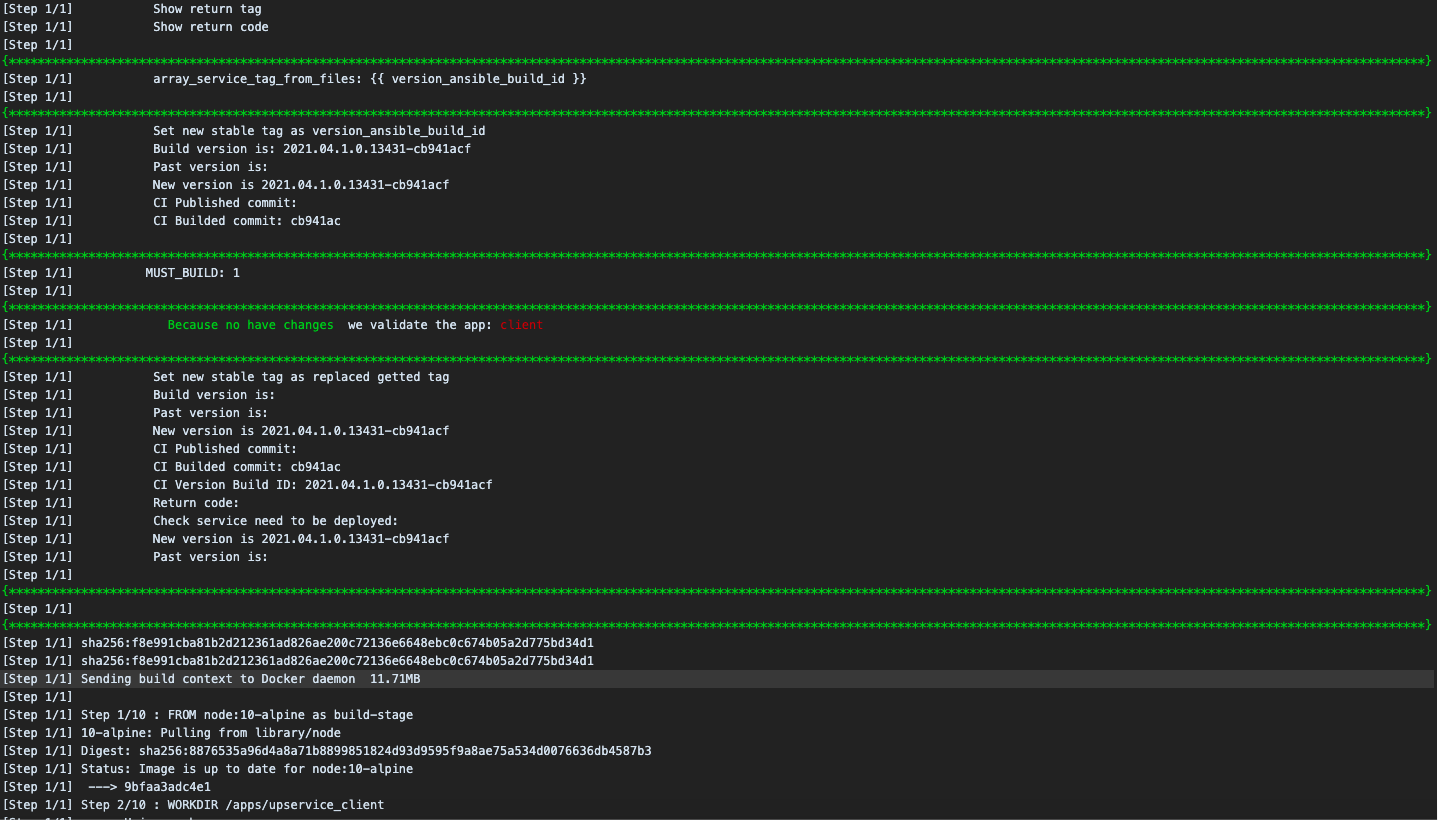 [Step 1/1]           Show return tag
[Step 1/1]           Show return code
[Step 1/1]
{****************************************************************************************************************************************************************************************************}
[Step 1/1]           array_service_tag_from_files: {{ version_ansible_build_id }}
[Step 1/1]
{****************************************************************************************************************************************************************************************************}
[Step 1/1]           Set new stable tag as version_ansible_build_id
[Step 1/1]           Build version is: 2021.04.1.0.13431-cb941acf
[Step 1/1]           Past version is:
[Step 1/1]           New version is 2021.04.1.0.13431-cb941acf
[Step 1/1]           CI Published commit:
[Step 1/1]           CI Builded commit: cb941ac
[Step 1/1]
{****************************************************************************************************************************************************************************************************}
[Step 1/1]          MUST_BUILD: 1
[Step 1/1]
{****************************************************************************************************************************************************************************************************}
[Step 1/1]             Because no have changes  we validate the app: client
[Step 1/1]
{****************************************************************************************************************************************************************************************************}
[Step 1/1]           Set new stable tag as replaced getted tag
[Step 1/1]           Build version is:
[Step 1/1]           Past version is:
[Step 1/1]           New version is 2021.04.1.0.13431-cb941acf
[Step 1/1]           CI Published commit:
[Step 1/1]           CI Builded commit: cb941ac
[Step 1/1]           CI Version Build ID: 2021.04.1.0.13431-cb941acf
[Step 1/1]           Return code:
[Step 1/1]           Check service need to be deployed:
[Step 1/1]           New version is 2021.04.1.0.13431-cb941acf
[Step 1/1]           Past version is:
[Step 1/1]
{****************************************************************************************************************************************************************************************************}
[Step 1/1]
{****************************************************************************************************************************************************************************************************}
[Step 1/1] sha256:f8e991cba81b2d212361ad826ae200c72136e6648ebc0c674b05a2d775bd34d1
[Step 1/1] sha256:f8e991cba81b2d212361ad826ae200c72136e6648ebc0c674b05a2d775bd34d1
[Step 1/1] Sending build context to Docker daemon  11.71MB
[Step 1/1]
[Step 1/1] Step 1/10 : FROM node:10-alpine as build-stage
[Step 1/1] 10-alpine: Pulling from library/node
[Step 1/1] Digest: sha256:8876535a96d4a8a71b8899851824d93d9595f9a8ae75a534d0076636db4587b3
[Step 1/1] Status: Image is up to date for node:10-alpine
[Step 1/1]  ---> 9bfaa3adc4e1
[Step 1/1] Step 2/10 : WORKDIR /apps/upservice_client